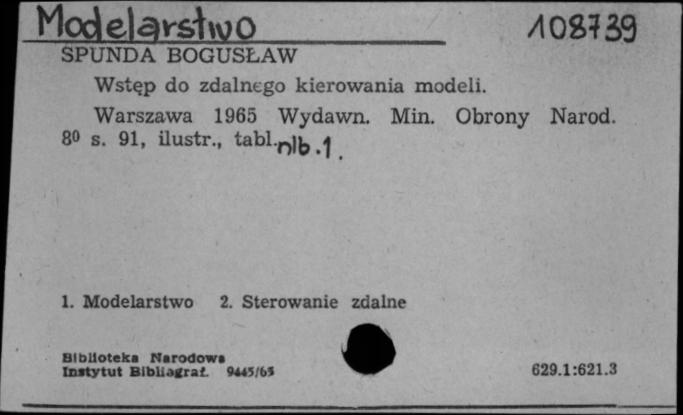 Modelarstwo 108739
SPUNDA BOGUSŁAW
Wstęp do zdalnego kierowania modeli.
Warszawa 1965 Wydawn. Min. Obrony Narod.
8⁰ s. 91, ilustr., tabl. nlb. 1.
1. Modelarstwo 2. Sterowanie zdalne
Biblioteka Narodowa
Instytut Bibliograf. 9445/65 629.1:621.3